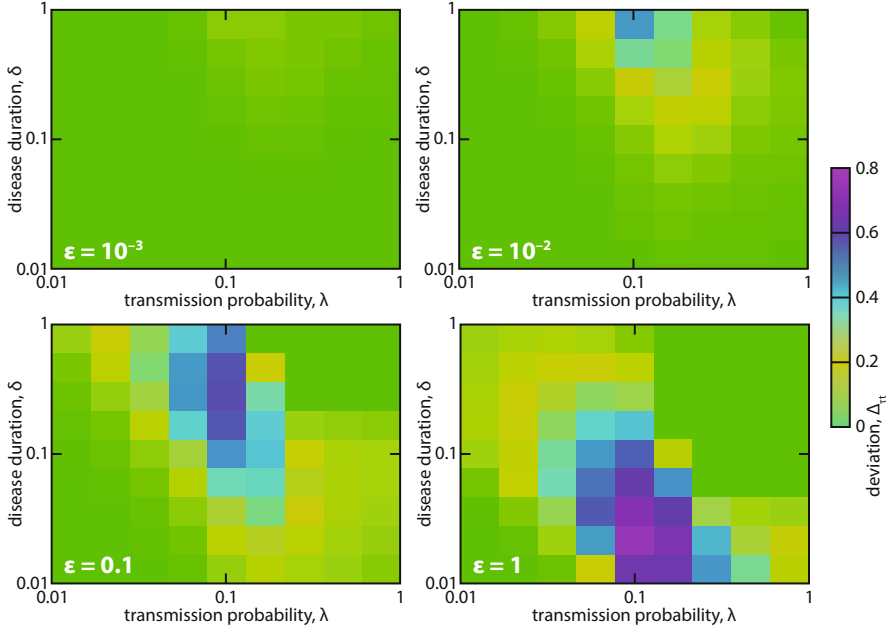 1
disease duration, δ
0.1
0.01
ε = 10⁻³
0.01
0.1
1
transmission probability, λ
1
disease duration, δ
0.1
0.01
ε = 10⁻²
0.01
0.1
1
transmission probability, λ
0.8
0.6
0.4
0.2
0
deviation, Δττ
1
disease duration, δ
0.1
0.01
ε = 0.1
0.01
0.1
1
transmission probability, λ
1
disease duration, δ
0.1
0.01
ε = 1
0.01
0.1
1
transmission probability, λ